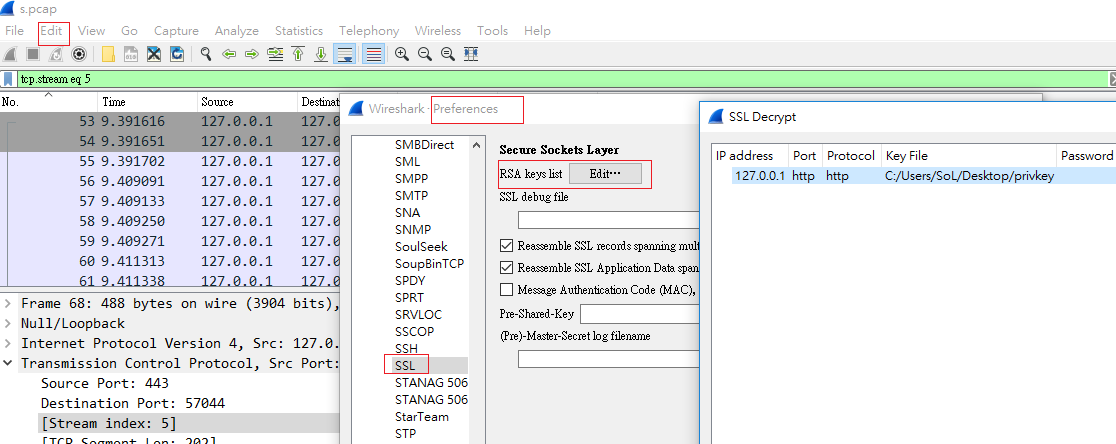 s.pcap
File Edit View Go Capture Analyze Statistics Telephony Wireless Tools Help
tcp.stream eq 5
No. Time Source Destinat
53 9.391616 127.0.0.1 127.0
54 9.391651 127.0.0.1 127.0
55 9.391702 127.0.0.1 127.0
56 9.409091 127.0.0.1 127.0
57 9.409133 127.0.0.1 127.0
58 9.409250 127.0.0.1 127.0
59 9.409271 127.0.0.1 127.0
60 9.411313 127.0.0.1 127.0
61 9.411338 127.0.0.1 127.0
Frame 68: 488 bytes on wire (3904 bits),
Null/Loopback
Internet Protocol Version 4, Src: 127.0.
Transmission Control Protocol, Src Port:
Source Port: 443
Destination Port: 57044
[Stream index: 5]
[TCP Segment Len: 202]
Wireshark · Preferences
SMBDirect
SML
SMPP
SMTP
SNA
SNMP
SoulSeek
SoupBinTCP
SPDY
SPRT
SRVLOC
SSCOP
SSH
SSL
STANAG 506
STANAG 506
StarTeam
STP
Secure Sockets Layer
RSA keys list Edit…
SSL debug file
Reassemble SSL records spanning mult
Reassemble SSL Application Data span
Message Authentication Code (MAC),
Pre-Shared-Key
(Pre)-Master-Secret log filename
SSL Decrypt
IP address Port Protocol Key File Password
127.0.0.1 http http C:/Users/SoL/Desktop/privkey